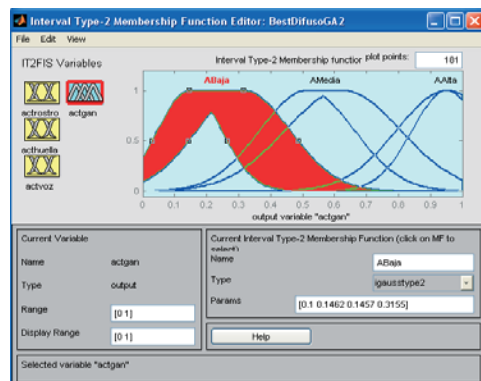 Interval Type-2 Membership Function Editor: BestDifusoGA2
File Edit View
IT2FIS Variables
Interval Type-2 Membership function plot points: 181
actrostro
actgan
acthuella
actvoz
ABaja
AMedia
AAlta
1
0.5
0
0 0.1 0.2 0.3 0.4 0.5 0.6 0.7 0.8 0.9 1
output variable "actgan"
Current Variable
Name actgan
Type output
Range [0 1]
Display Range [0 1]
Current Interval Type-2 Membership Function (click on MF to select)
Name ABaja
Type igausstype2
Params [0.1 0.1462 0.1457 0.3155]
Help
Selected variable "actgan"